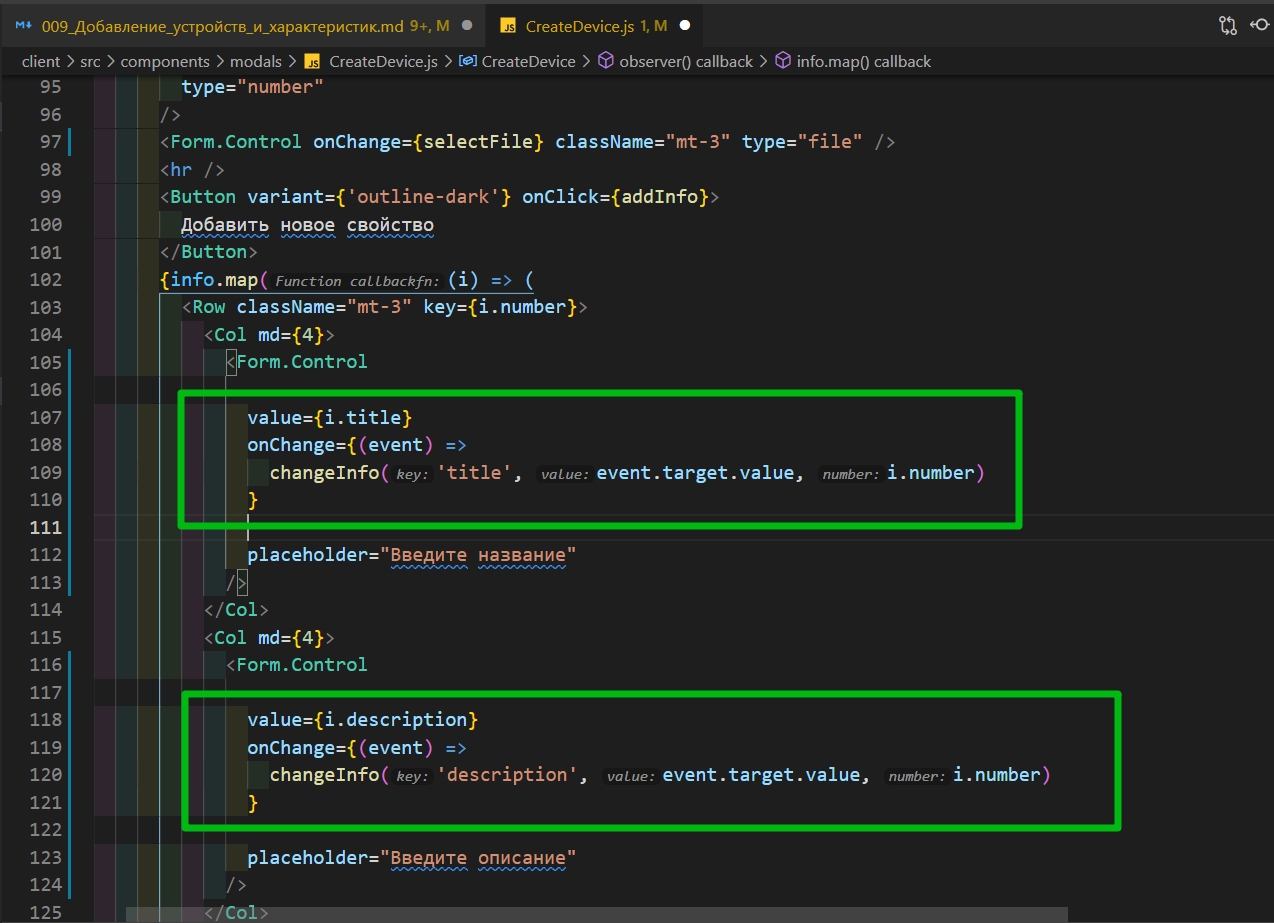 009_Добавление_устройств_и_характеристик.md 9+, M ● JS CreateDevice.js 1, M ●
client > src > components > modals > JS CreateDevice.js > CreateDevice > observer() callback > info.map() callback
95 type="number"
96 />
97 <Form.Control onChange={selectFile} className="mt-3" type="file" />
98 <hr />
99 <Button variant={'outline-dark'} onClick={addInfo}>
100 Добавить новое свойство
101 </Button>
102 {info.map( Function callbackfn: (i) => (
103 <Row className="mt-3" key={i.number}>
104 <Col md={4}>
105 <Form.Control
106
107 value={i.title}
108 onChange={(event) =>
109 changeInfo( key: 'title', value: event.target.value, number: i.number)
110 }
111
112 placeholder="Введите название"
113 />
114 </Col>
115 <Col md={4}>
116 <Form.Control
117
118 value={i.description}
119 onChange={(event) =>
120 changeInfo( key: 'description', value: event.target.value, number: i.number)
121 }
122
123 placeholder="Введите описание"
124 />
125 </Col>